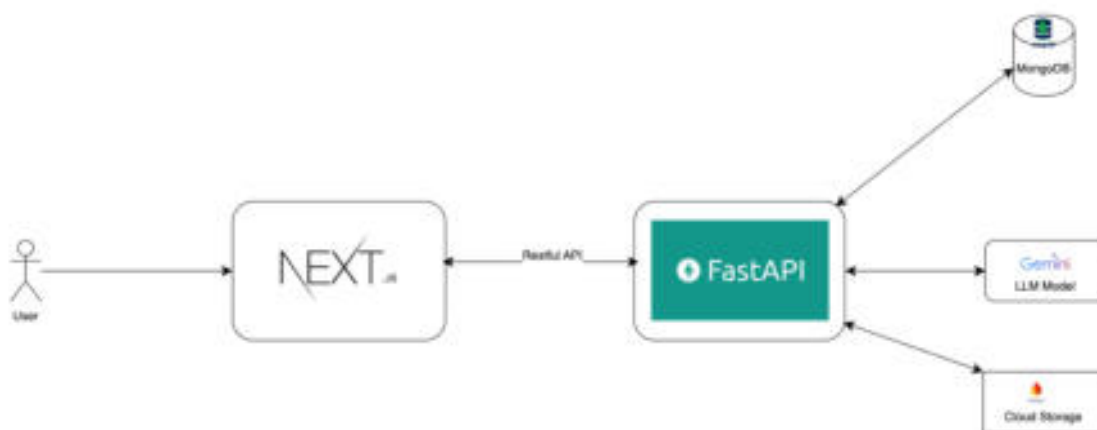 MongoDB
NEXT.JS
Restful API
FastAPI
Gemini
LLM Model
User
Cloud Storage